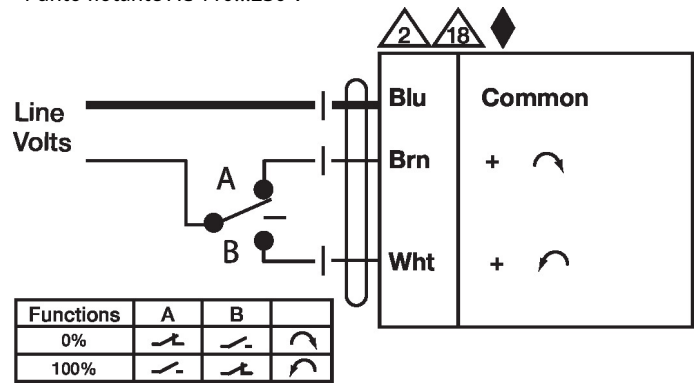 2 18
Line
Volts
Blu Common
Brn +
A
B
Wht +
Functions A B
0%
100%